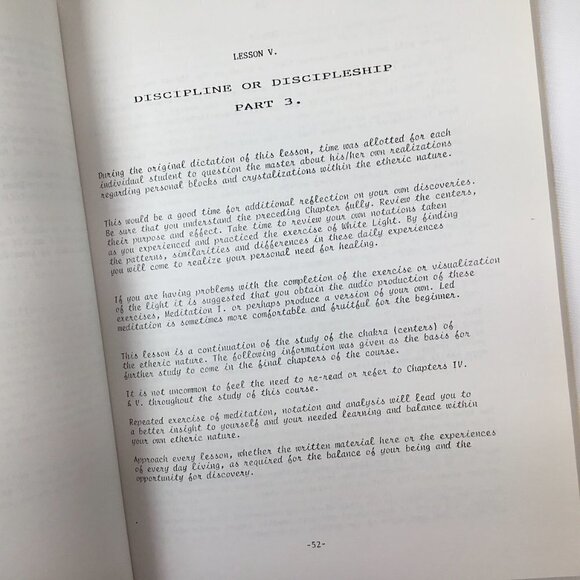 LESSON V.
DISCIPLINE OR DISCIPLESHIP
PART 3.
During the original dictation of this lesson, time was allotted for each
individual student to question the master about his/her own realizations
regarding personal blocks and crystalizations within the etheric nature.
This would be a good time for additional reflection on your own discoveries.
Be sure that you understand the preceding Chapter fully. Review the centers,
their purpose and effect. Take time to review your own notations taken
as you experienced and practiced the exercise of White Light. By finding
the patterns, similarities and differences in these daily experiences
you will come to realize your personal need for healing.
If you are having problems with the completion of the exercise or visualization
of the light it is suggested that you obtain the audio production of these
exercises, Meditation I. or perhaps produce a version of your own. Led
meditation is sometimes more comfortable and fruitful for the beginner.
This lesson is a continuation of the study of the chakra (centers) of
the etheric nature. The following information was given as the basis for
further study to come in the final chapters of the course.
It is not uncommon to feel the need to re-read or refer to Chapters IV.
& V. throughout the study of this course.
Repeated exercise of meditation, notation and analysis will lead you to
a better insight to yourself and your needed learning and balance within
your own etheric nature.
Approach every lesson, whether the written material here or the experiences
of every day living, as required for the balance of your being and the
opportunity for discovery.
-52-